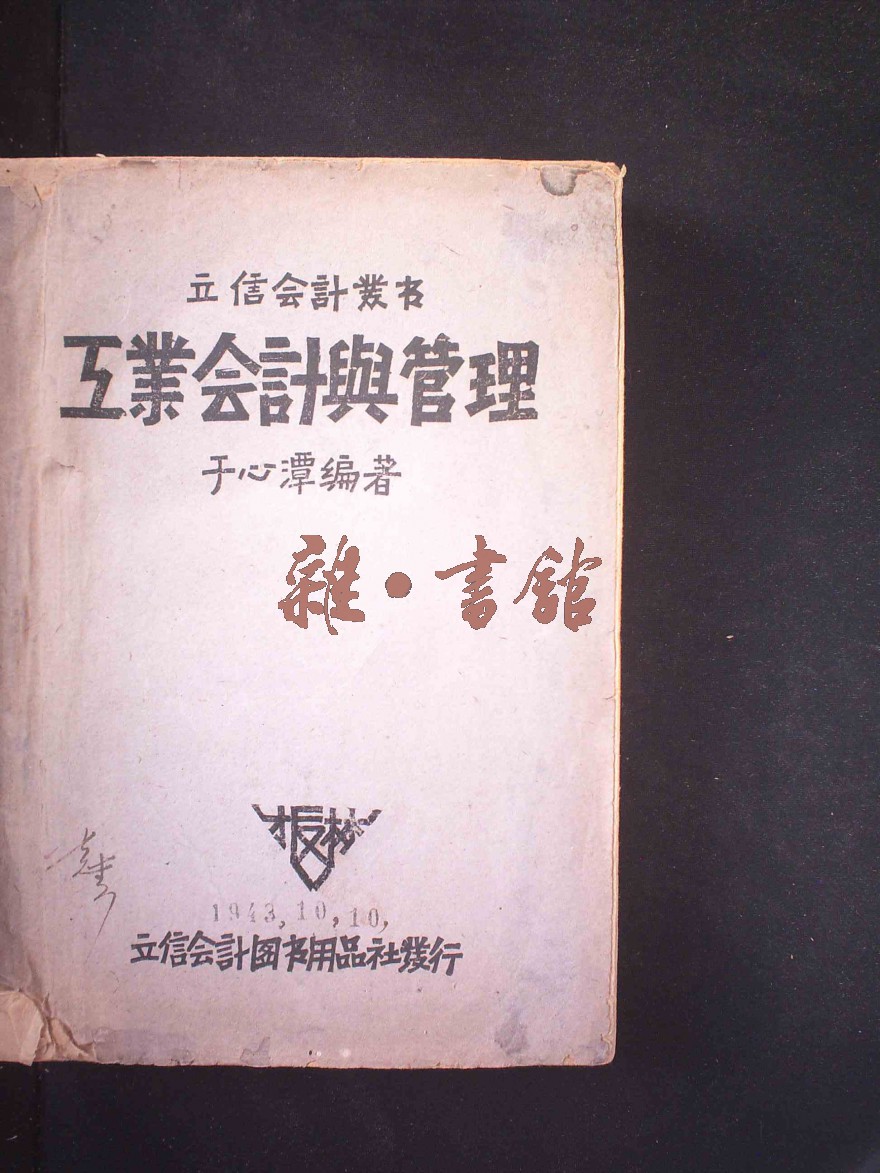 立信会計叢书
工業会計與管理
于心潭编著
雜·書館
1943,10,10,
立信会計图书用品社發行